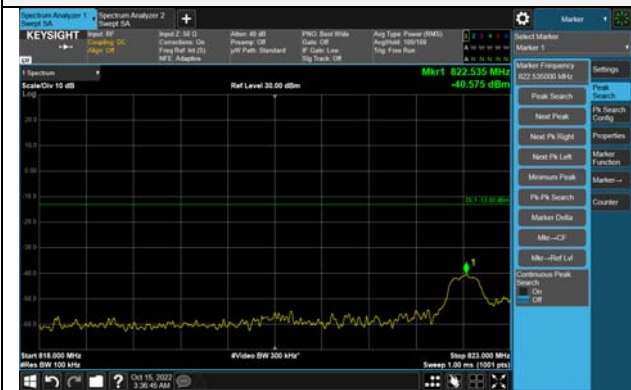 Spectrum Analyzer 1
Swept SA
Spectrum Analyzer 2
Swept SA
Marker
KEYSIGHT
Input: RF
Coupling: DC
Align: Off
Input Z: 50 Ω
Corrections: On
Freq Ref: Int (S)
NFE: Adaptive
Atten: 40 dB
Preamp: Off
µW Path: Standard
PNO: Best Wide
Gate: Off
IF Gain: Low
Sig Track: Off
Avg Type: Power (RMS)
Avg|Hold: 100/100
Trig: Free Run
Select Marker
Marker 1
1 Spectrum
Mkr1 822.535 MHz
-40.575 dBm
Scale/Div 10 dB
Ref Level 30.00 dBm
Log
Marker Frequency
822.535000 MHz
Settings
Peak Search
Peak
Search
Next Peak
Pk Search
Config
Next Pk Right
Properties
Next Pk Left
Marker
Function
Minimum Peak
Marker→
Pk-Pk Search
Counter
Marker Delta
Mkr→CF
Mkr→Ref Lvl
Continuous Peak
Search
On
Off
20.0
10.0
0.00
-10.0
-20.0
-30.0
-40.0
-50.0
-60.0
1
Start 818.000 MHz
#Res BW 100 kHz
#Video BW 300 kHz*
Stop 823.000 MHz
Sweep 1.00 ms (1001 pts)
Oct 15, 2022
3:36:45 AM